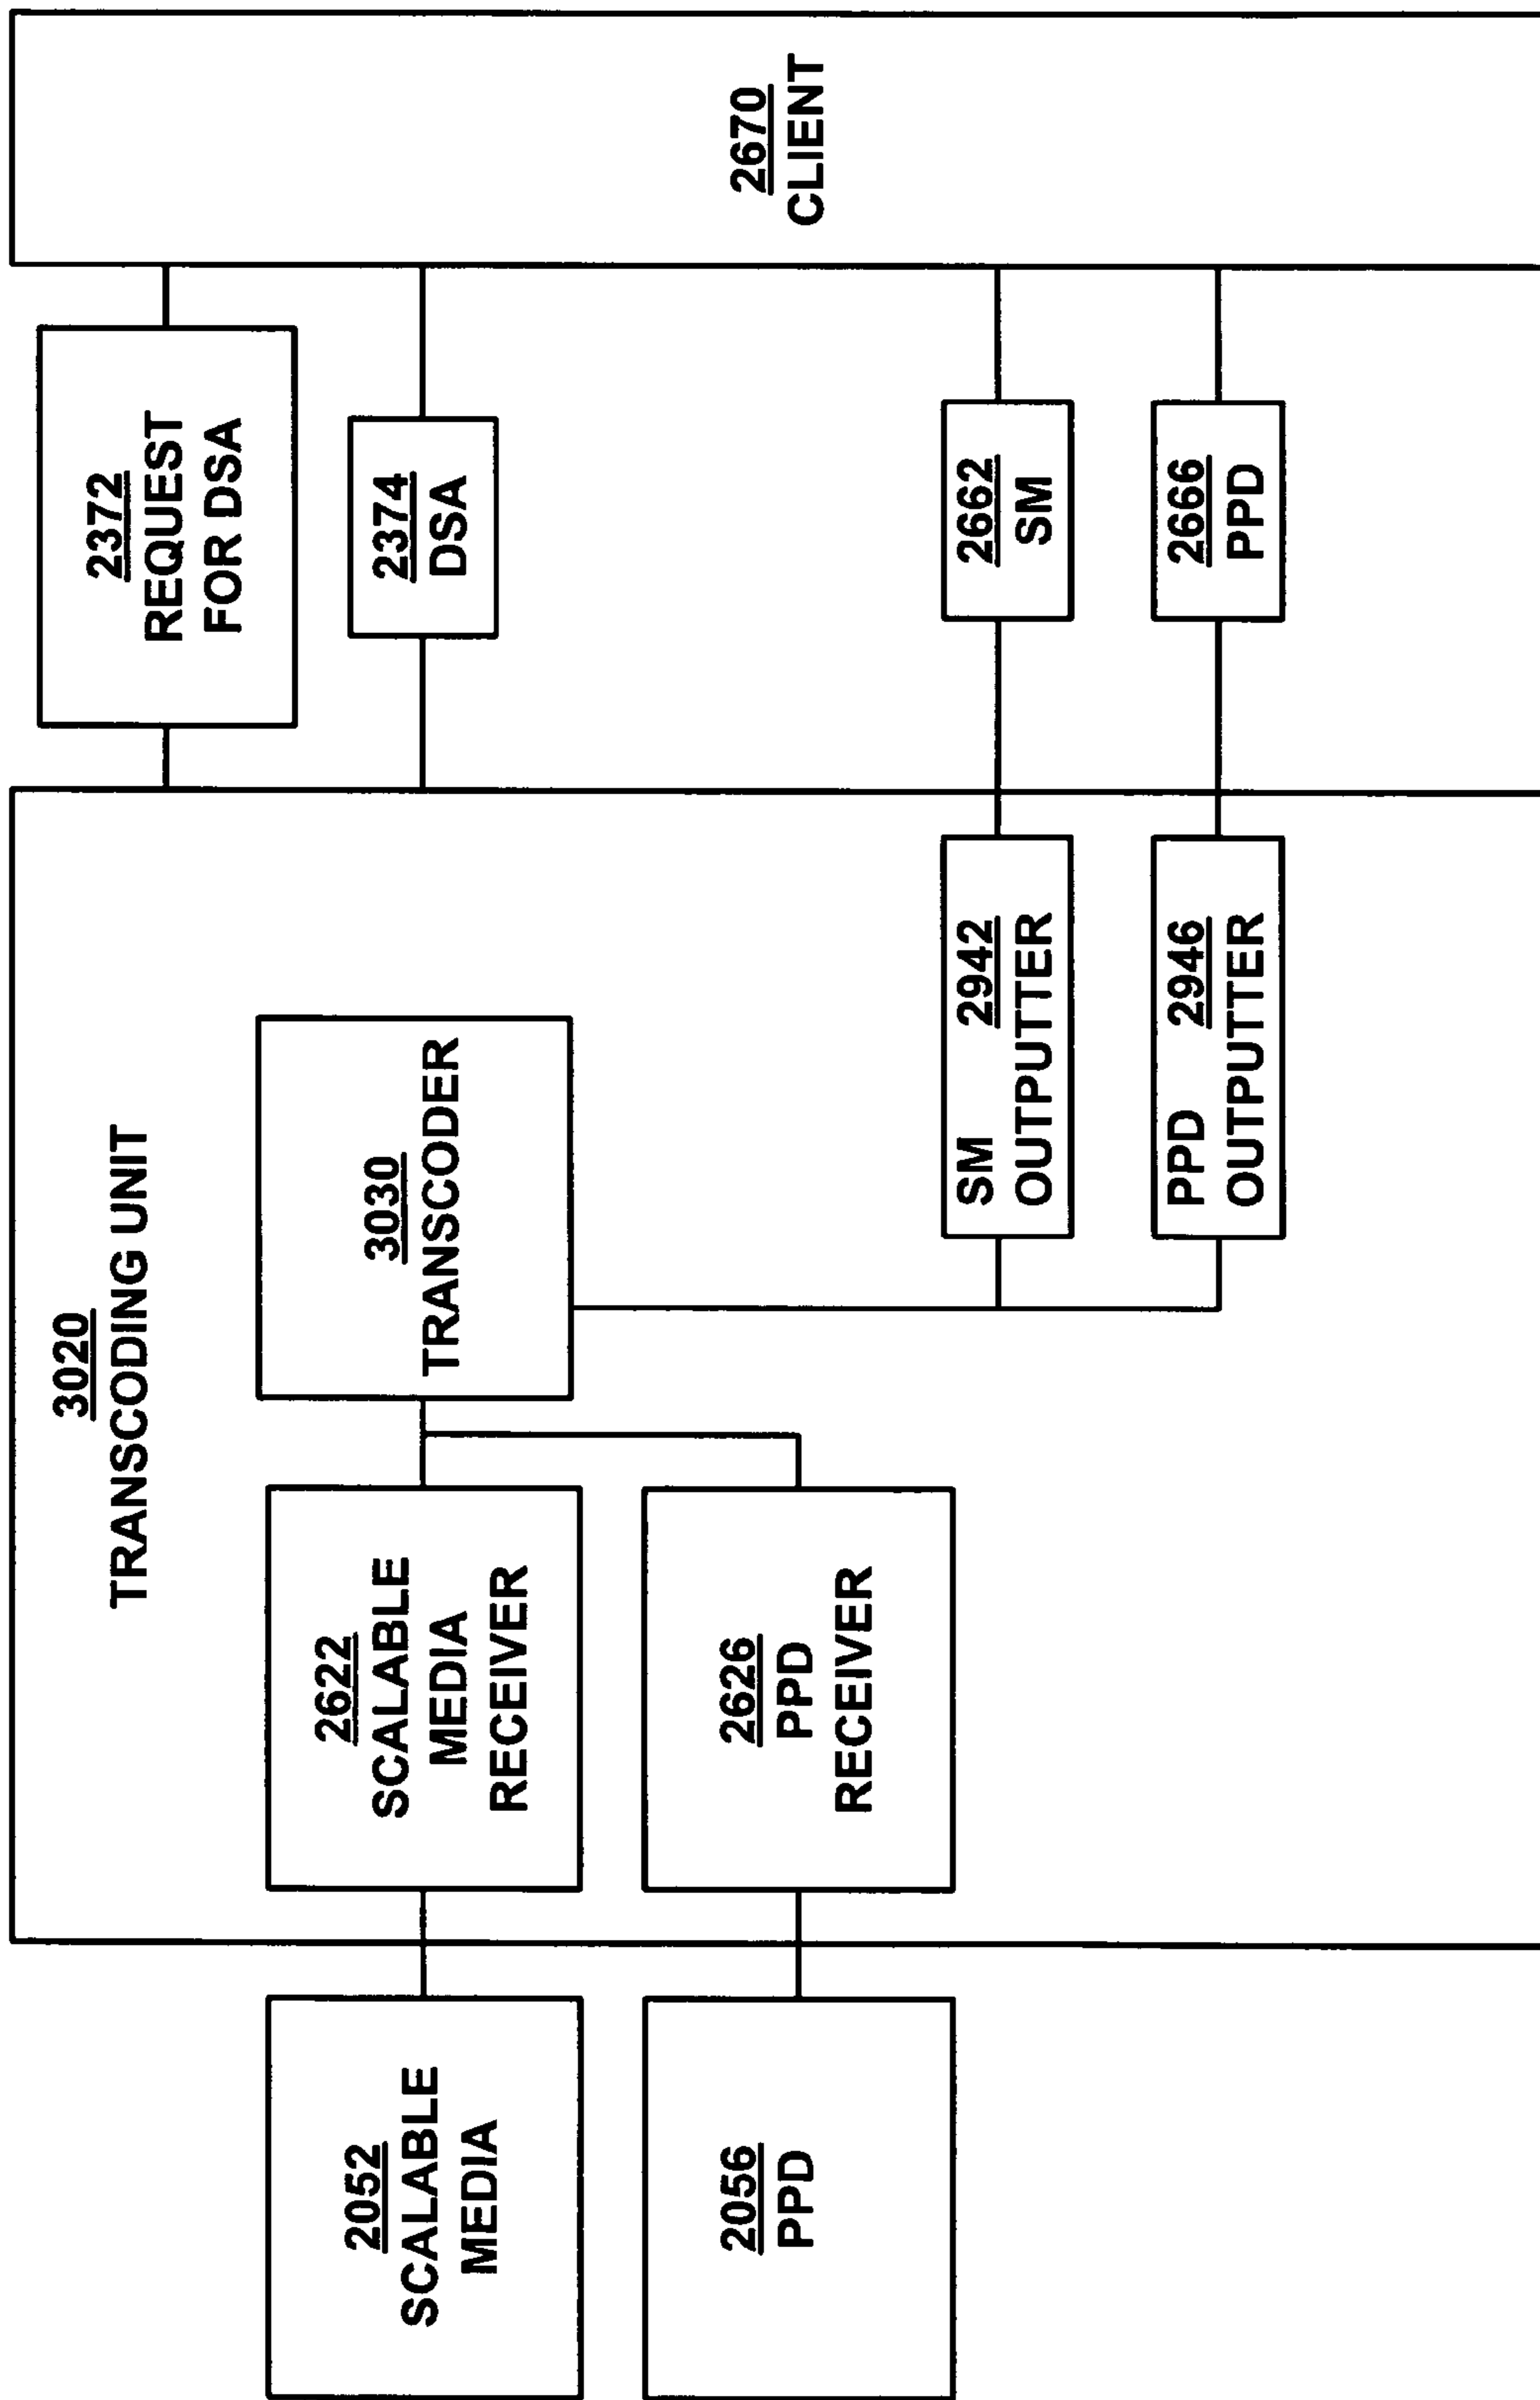 2052
SCALABLE
MEDIA
2056
PPD
3020
TRANSCODING UNIT
2622
SCALABLE
MEDIA
RECEIVER
2626
PPD
RECEIVER
3030
TRANSCODER
SM 2942
OUTPUTTER
PPD 2946
OUTPUTTER
2372
REQUEST
FOR DSA
2374
DSA
2662
SM
2666
PPD
2670
CLIENT